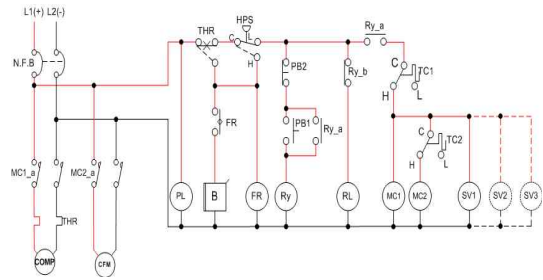 L1(+) L2(-)
N.F.B
THR
HPS
C
H
Ry_a
PB2
Ry_b
C
TC1
H
L
FR
PB1
Ry_a
C
TC2
H
L
MC1_a
MC2_a
THR
PL
B
FR
Ry
RL
MC1
MC2
SV1
SV2
SV3
COMP
CFM